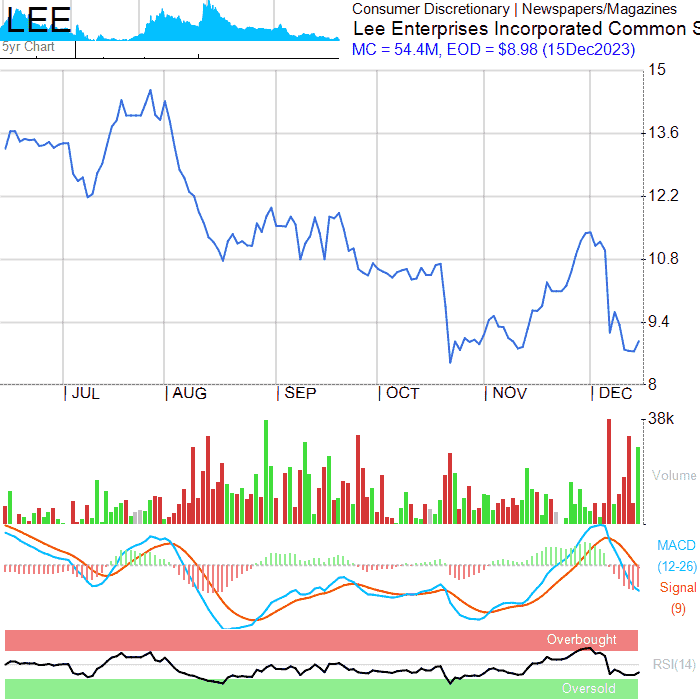 LEE
5yr Chart
Consumer Discretionary | Newspapers/Magazines
Lee Enterprises Incorporated Common S
MC = 54.4M, EOD = $8.98 (15Dec2023)
15
13.6
12.2
10.8
9.4
8
JUL AUG SEP OCT NOV DEC
38k
Volume
MACD
(12-26)
Signal
(9)
Overbought
RSI(14)
Oversold